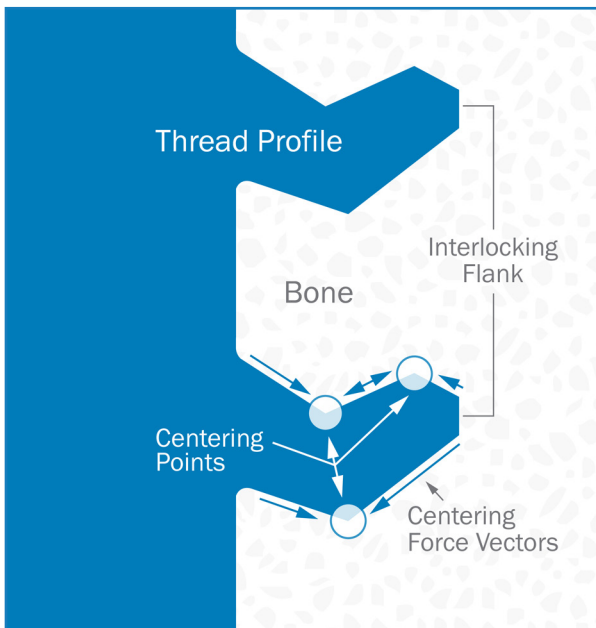 Thread Profile
Interlocking
Flank
Bone
Centering
Points
Centering
Force Vectors